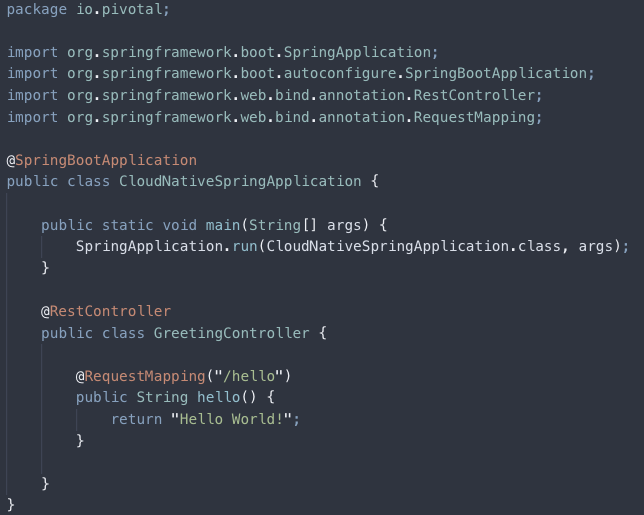 package io.pivotal;
import org.springframework.boot.SpringApplication;
import org.springframework.boot.autoconfigure.SpringBootApplication;
import org.springframework.web.bind.annotation.RestController;
import org.springframework.web.bind.annotation.RequestMapping;
@SpringBootApplication
public class CloudNativeSpringApplication {
    public static void main(String[] args) {
        SpringApplication.run(CloudNativeSpringApplication.class, args);
    }
    @RestController
    public class GreetingController {
        @RequestMapping("/hello")
        public String hello() {
            return "Hello World!";
        }
    }
}